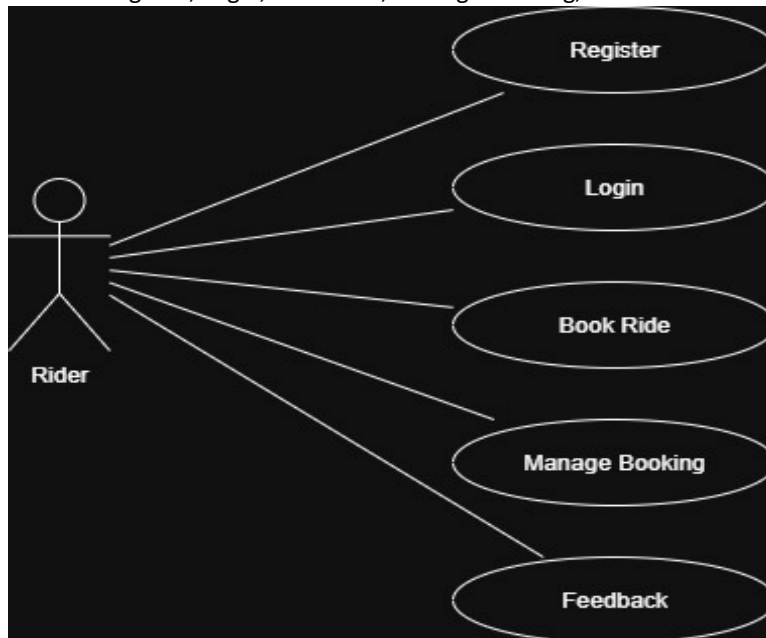 Register
Login
Book Ride
Rider
Manage Booking
Feedback